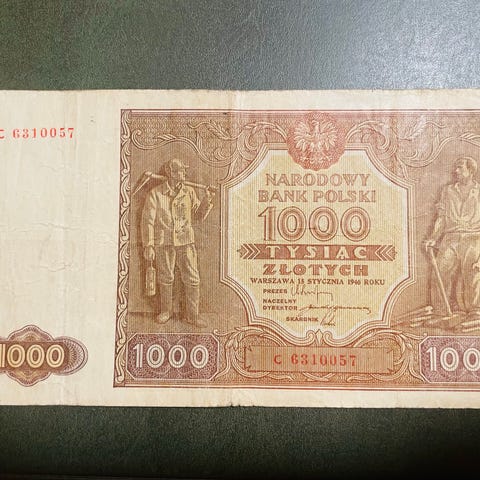 C 6310057
NARODOWY
BANK POLSKI
1000
TYSIĄC
ZŁOTYCH
WARSZAWA 15 STYCZNIA 1946 ROKU
PREZES
NACZELNY
DYREKTOR
SKARBNIK
C 6310057
1000 1000 100